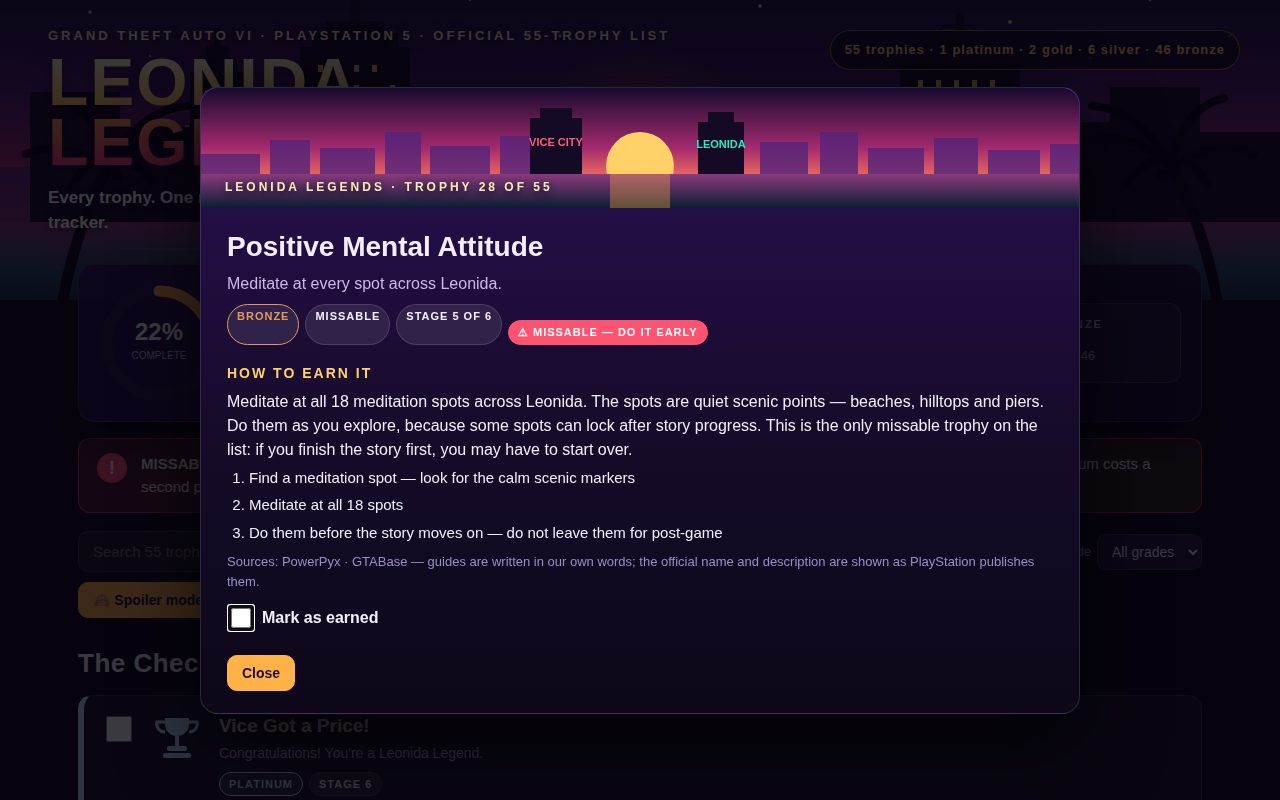 GRAND THEFT AUTO VI · PLAYSTATION 5 · OFFICIAL 55-TROPHY LIST
55 trophies · 1 platinum · 2 gold · 6 silver · 46 bronze
LEONIDA
Every trophy. One
tracker.
VICE CITY
LEONIDA
LEONIDA LEGENDS · TROPHY 28 OF 55
Positive Mental Attitude
Meditate at every spot across Leonida.
BRONZE
MISSABLE
STAGE 5 OF 6
⚠ MISSABLE — DO IT EARLY
HOW TO EARN IT
Meditate at all 18 meditation spots across Leonida. The spots are quiet scenic points — beaches, hilltops and piers.
Do them as you explore, because some spots can lock after story progress. This is the only missable trophy on the
list: if you finish the story first, you may have to start over.
1. Find a meditation spot — look for the calm scenic markers
2. Meditate at all 18 spots
3. Do them before the story moves on — do not leave them for post-game
Sources: PowerPyx · GTABase — guides are written in our own words; the official name and description are shown as PlayStation publishes
them.
Mark as earned
Close
22%
COMPLETE
46
!
second
costs a
Search 55
All grades
Spoiler mode
The
Vice Got a Price!
Congratulations! You're a Leonida Legend.
PLATINUM
STAGE 6